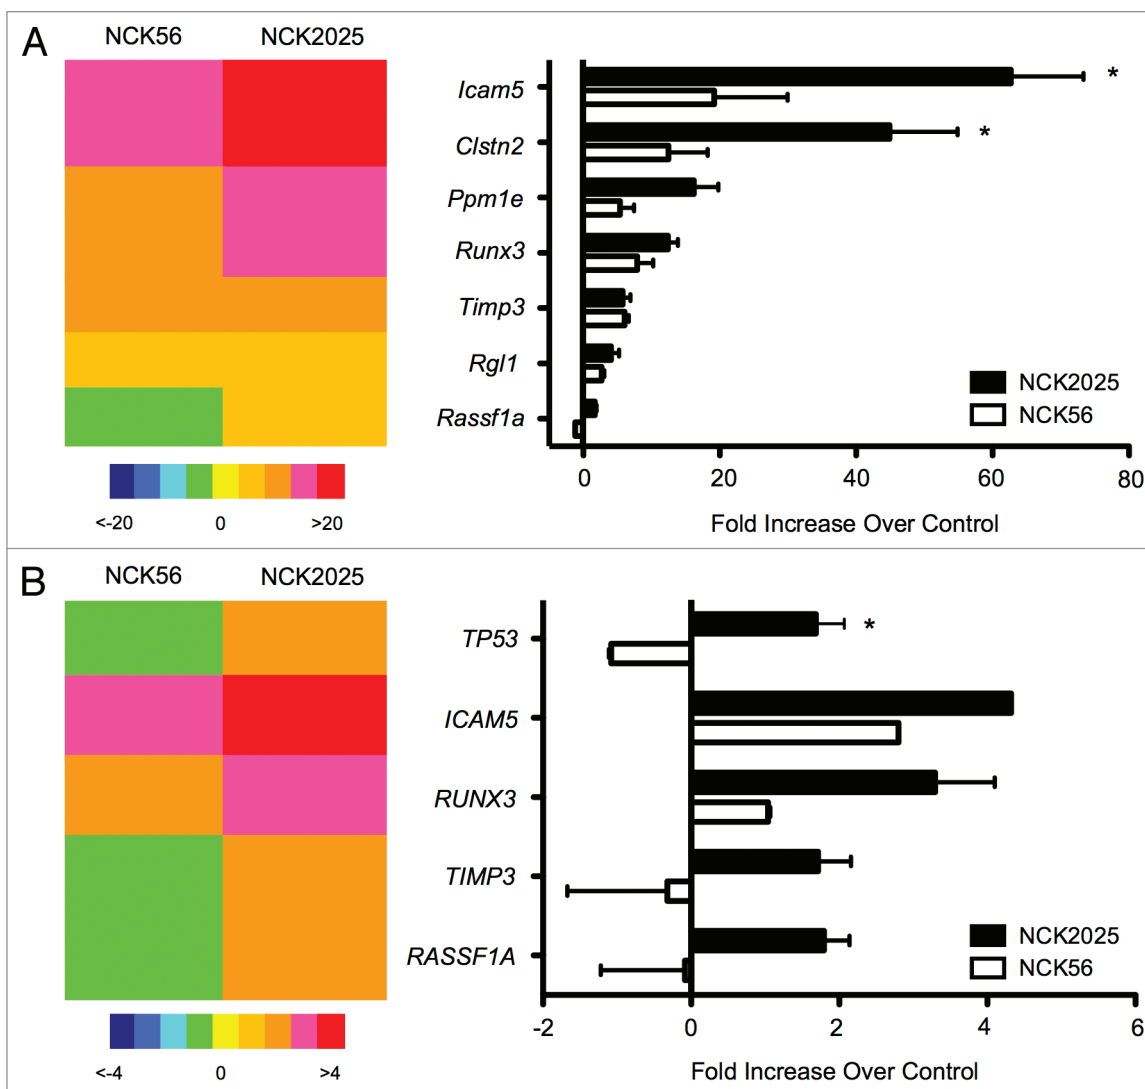 A
NCK56 NCK2025
Icam5
*
Clstn2
*
Ppm1e
Runx3
Timp3
Rgl1
Rassf1a
NCK2025
NCK56
0 20 40 60 80
Fold Increase Over Control
<-20 0 >20
B
NCK56 NCK2025
TP53
*
ICAM5
RUNX3
TIMP3
RASSF1A
NCK2025
NCK56
-2 0 2 4 6
Fold Increase Over Control
<-4 0 >4